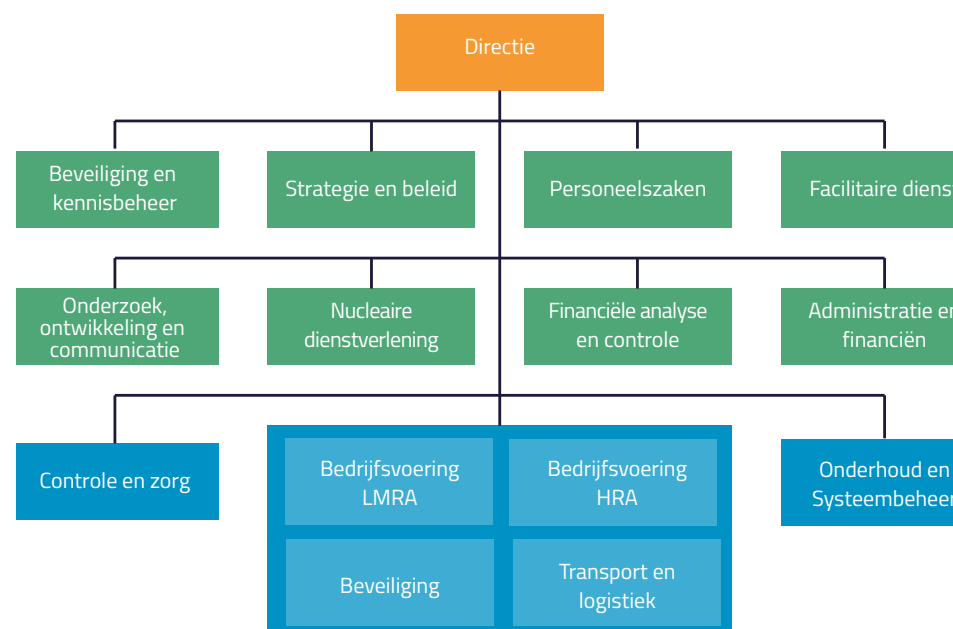 Directie
Beveiliging en
kennisbeheer
Strategie en beleid
Personeelszaken
Facilitaire dienst
Onderzoek,
ontwikkeling en
communicatie
Nucleaire
dienstverlening
Financiële analyse
en controle
Administratie en
financiën
Controle en zorg
Bedrijfsvoering
LMRA
Bedrijfsvoering
HRA
Onderhoud en
Systeembeheer
Beveiliging
Transport en
logistiek